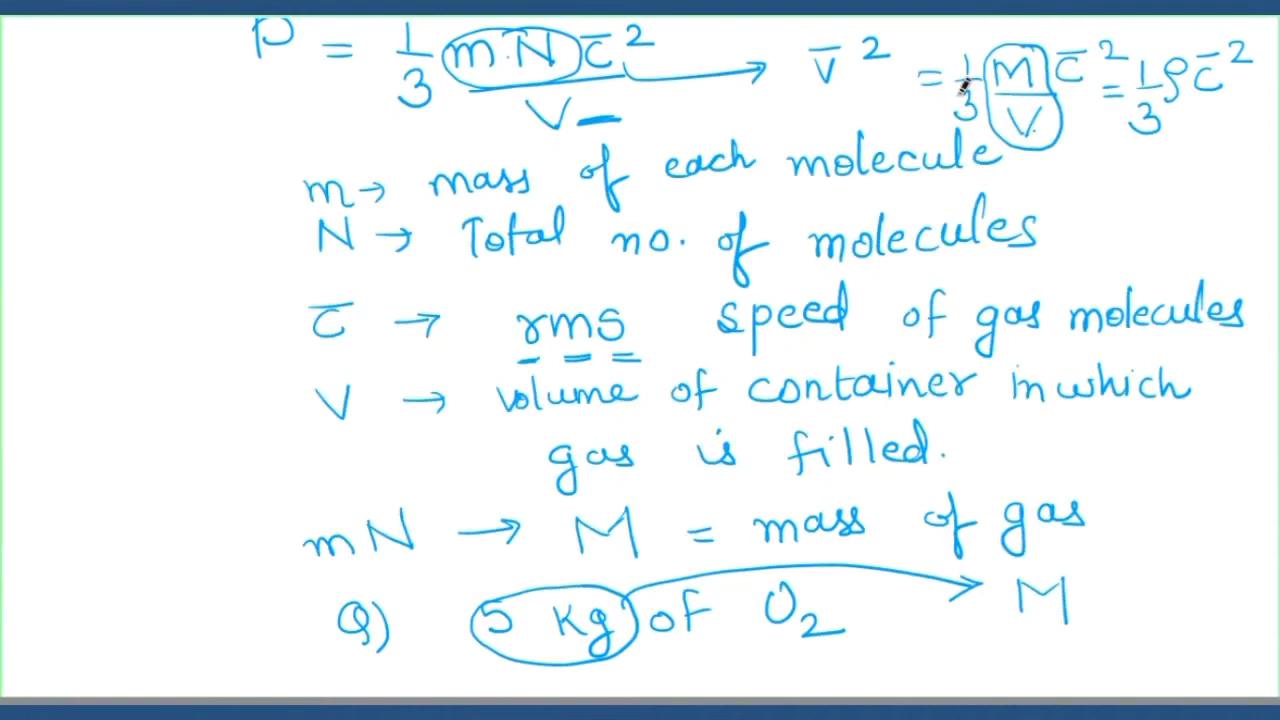 P = 1/3 m.N c̅²/V → v̅² = 1/3 M/V c̅² = 1/3 ρ c̅²
m → mass of each molecule
N → Total no. of molecules
c̅ → rms speed of gas molecules
V → volume of container in which
gas is filled.
mN → M = mass of gas
Q) 5 kg of O₂ → M